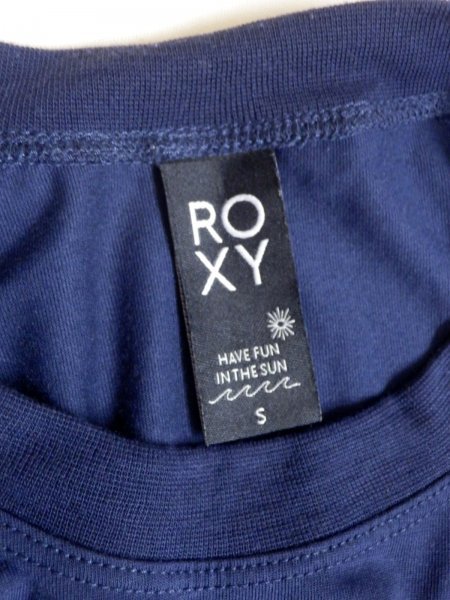 RO
XY
HAVE FUN
IN THE SUN
S